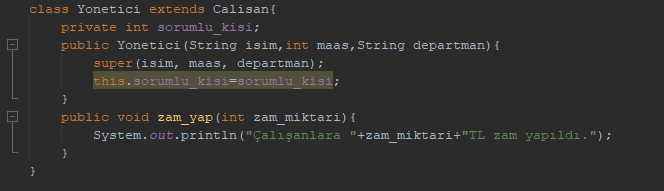 class Yonetici extends Calisan{
    private int sorumlu_kisi;
    public Yonetici(String isim,int maas,String departman){
        super(isim, maas, departman);
        this.sorumlu_kisi=sorumlu_kisi;
    }
    public void zam_yap(int zam_miktari){
        System.out.println("Çalışanlara "+zam_miktari+"TL zam yapıldı.");
    }
}